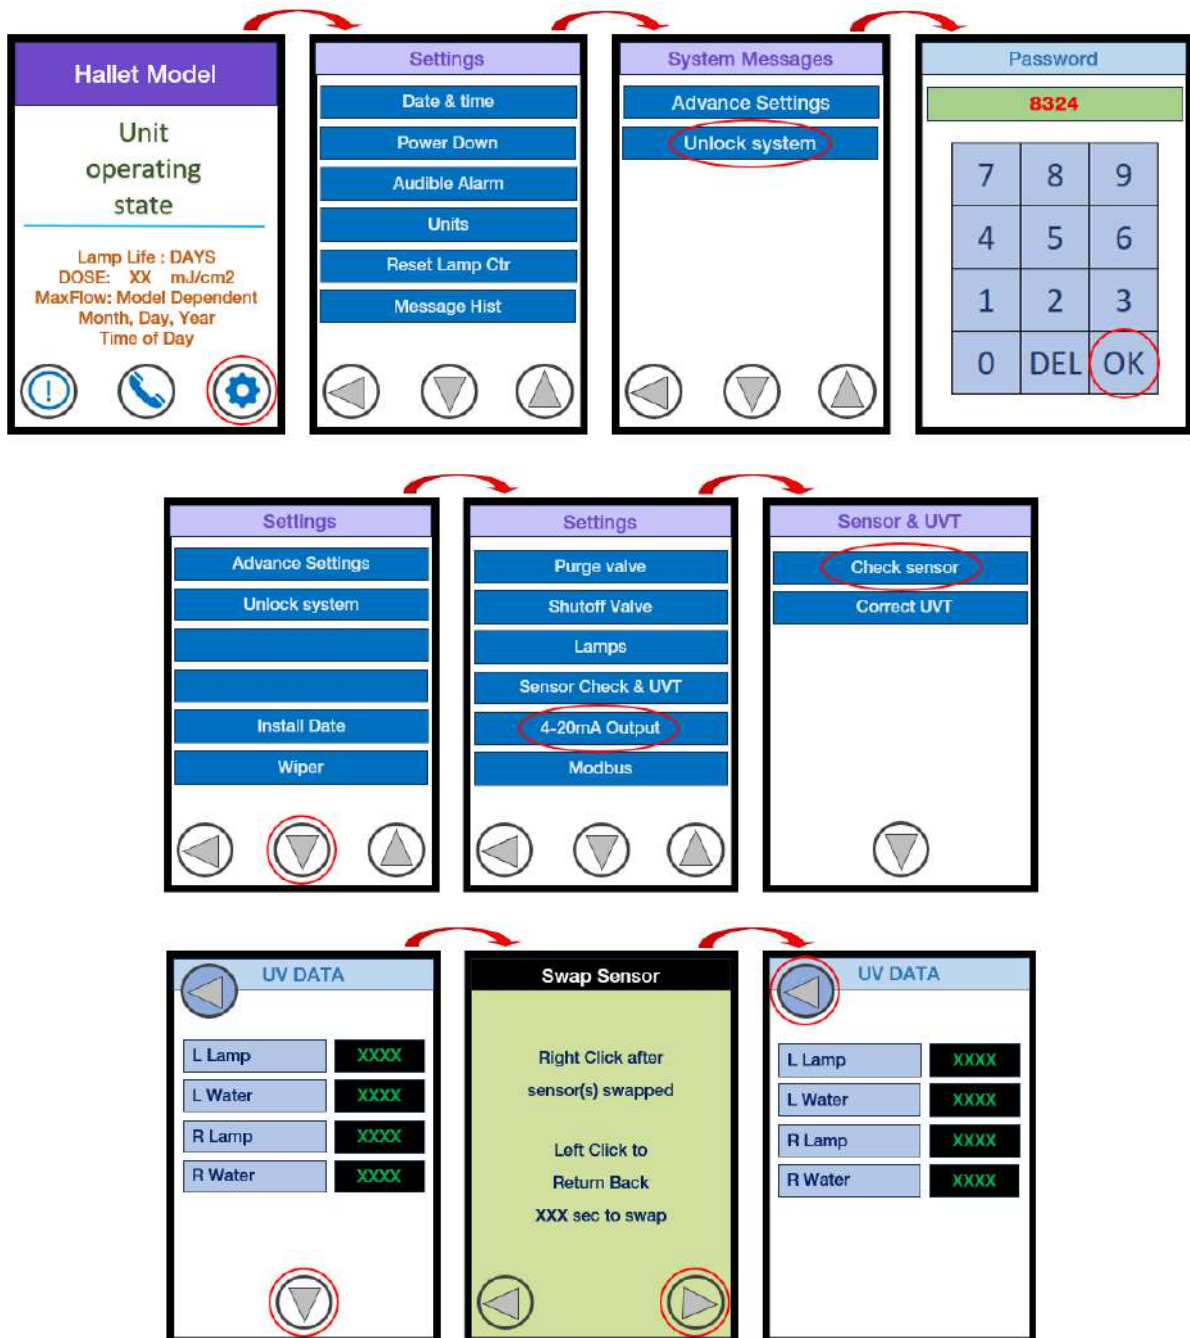 Hallet Model
Unit
operating
state
Lamp Life : DAYS
DOSE: XX mJ/cm2
MaxFlow: Model Dependent
Month, Day, Year
Time of Day
!
Settings
Date & time
Power Down
Audible Alarm
Units
Reset Lamp Ctr
Message Hist
System Messages
Advance Settings
Unlock system
Password
8324
7 8 9
4 5 6
1 2 3
0 DEL OK
Settings
Advance Settings
Unlock system
Install Date
Wiper
Settings
Purge valve
Shutoff Valve
Lamps
Sensor Check & UVT
4-20mA Output
Modbus
Sensor & UVT
Check sensor
Correct UVT
UV DATA
L Lamp XXXX
L Water XXXX
R Lamp XXXX
R Water XXXX
Swap Sensor
Right Click after
sensor(s) swapped
Left Click to
Return Back
XXX sec to swap
UV DATA
L Lamp XXXX
L Water XXXX
R Lamp XXXX
R Water XXXX